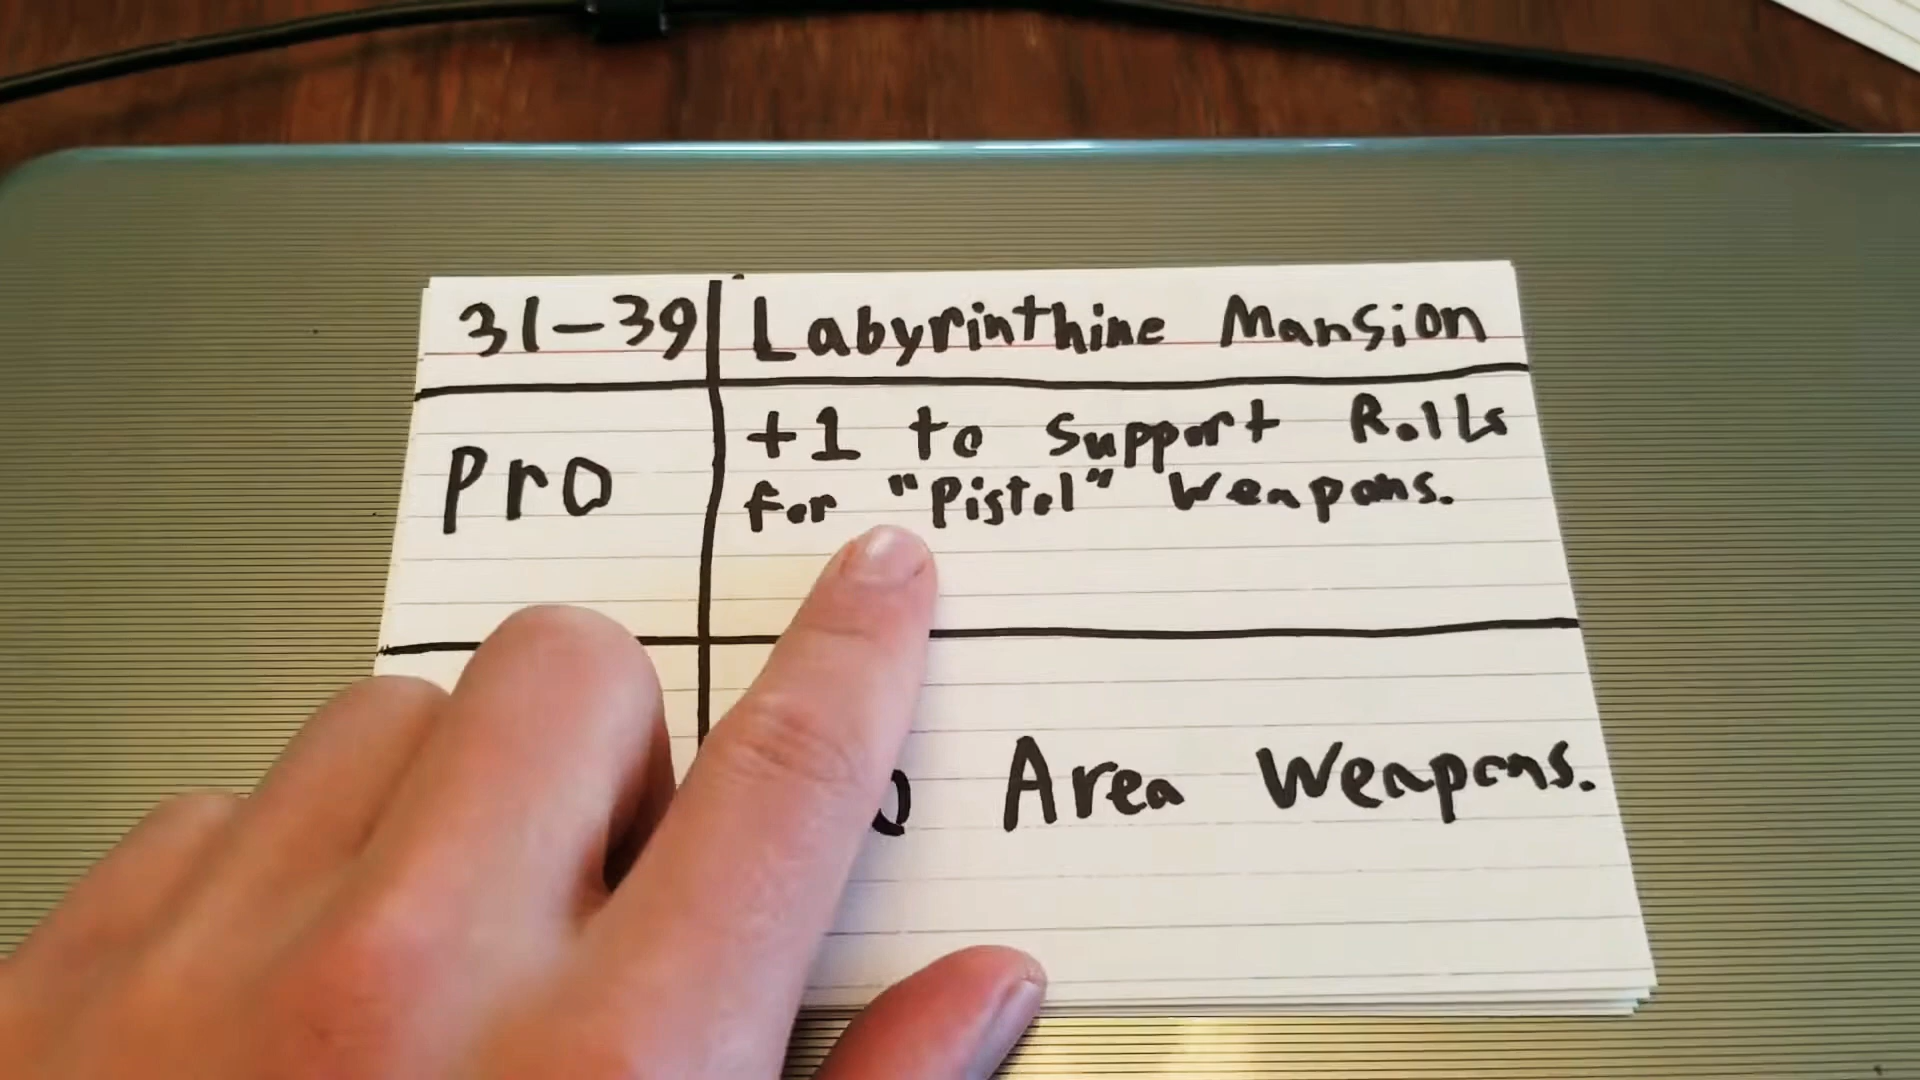 31-39
Labyrinthine Mansion
Pro
+1 to Support Rolls
for "Pistol" Weapons.
Area Weapons.